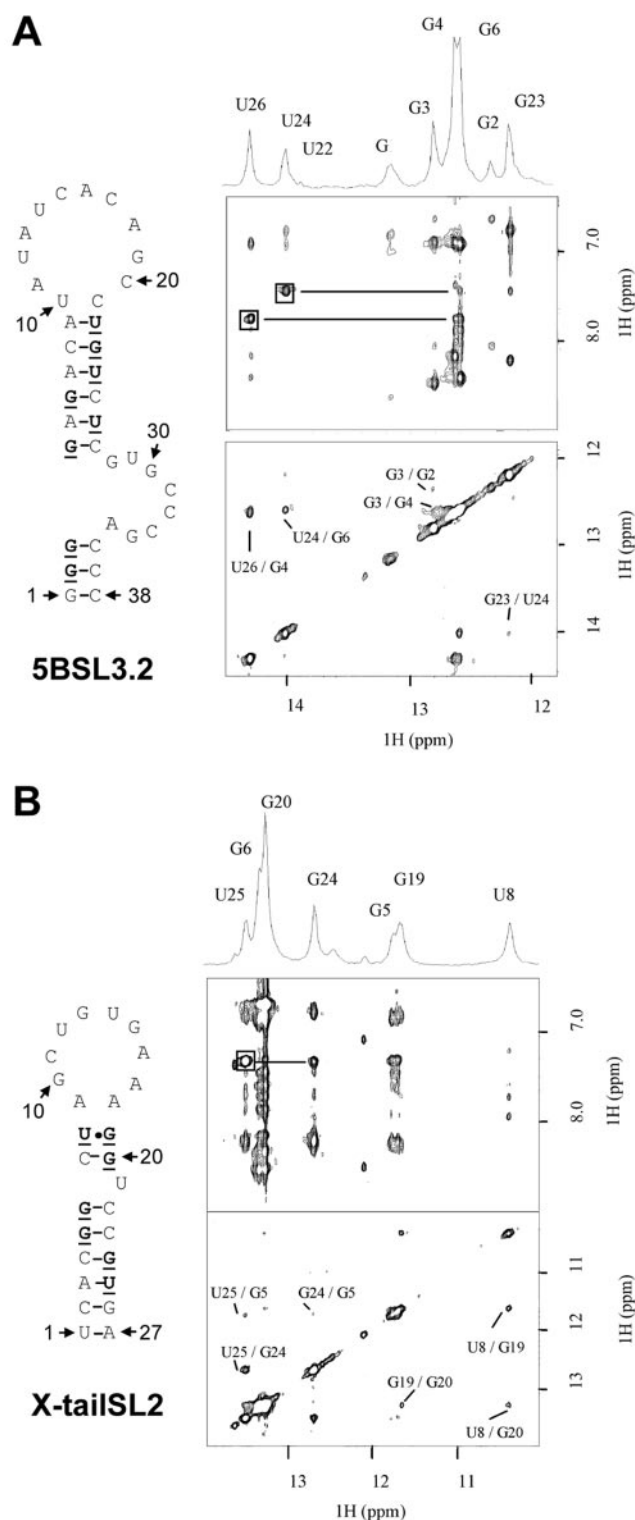 A
G4
G6
U26
U24
U22
G
G3
G2
G23
C A C
U A
A G
U C ← 20
A
10 U C
A–U
C–G
A–U
G–C
A–U
G–C
G U G
30
C
C
A G C
G–C
G–C
1 → G–C ← 38
5BSL3.2
7.0
8.0
1H (ppm)
12
13
14
1H (ppm)
G3 / G2
G3 / G4
U24 / G6
U26 / G4
G23 / U24
14 13 12
1H (ppm)
B
G20
G6
U25
G24
G5
G19
U8
U G U
C G
10 G A
A A A
U•G
C–G ← 20
U
G–C
G–C
C–G
A–U
C–G
1 → U–A ← 27
X-tailSL2
7.0
8.0
1H (ppm)
11
12
13
1H (ppm)
U25 / G5
G24 / G5
U25 / G24
G19 / G20
U8 / G19
U8 / G20
13 12 11
1H (ppm)